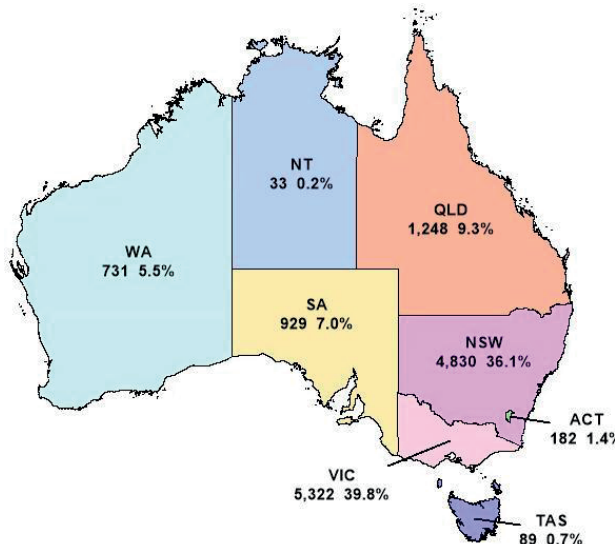 NT
33 0.2%
QLD
1,248 9.3%
WA
731 5.5%
SA
929 7.0%
NSW
4,830 36.1%
ACT
182 1.4%
VIC
5,322 39.8%
TAS
89 0.7%